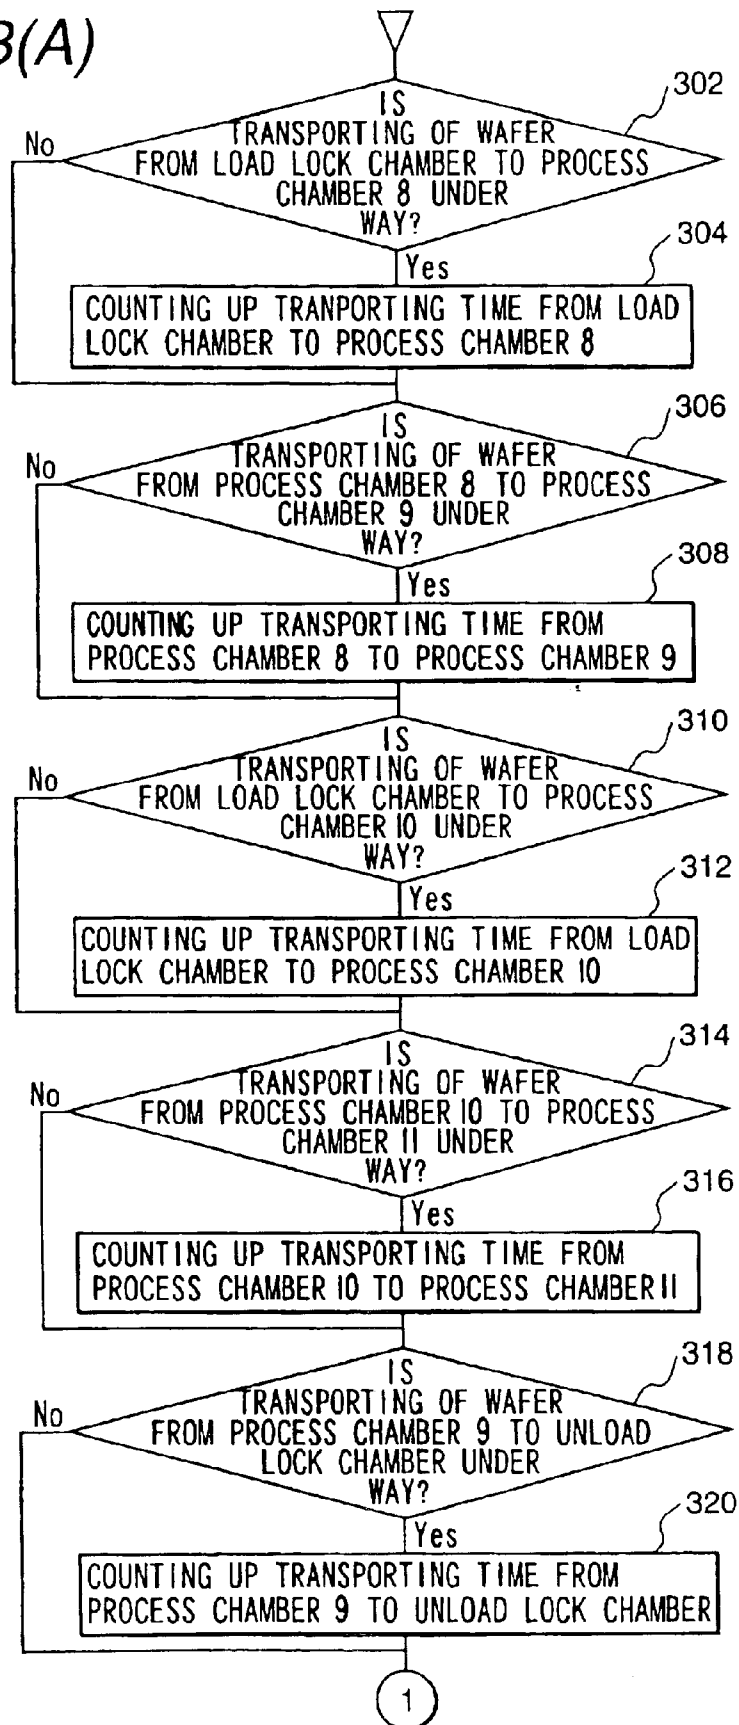 3(A)
302
IS
TRANSPORTING OF WAFER
No
FROM LOAD LOCK CHAMBER TO PROCESS
CHAMBER 8 UNDER
WAY?
304
Yes
COUNTING UP TRANPORTING TIME FROM LOAD
LOCK CHAMBER TO PROCESS CHAMBER 8
306
IS
TRANSPORTING OF WAFER
No
FROM PROCESS CHAMBER 8 TO PROCESS
CHAMBER 9 UNDER
WAY?
308
Yes
COUNTING UP TRANSPORTING TIME FROM
PROCESS CHAMBER 8 TO PROCESS CHAMBER 9
310
IS
TRANSPORTING OF WAFER
No
FROM LOAD LOCK CHAMBER TO PROCESS
CHAMBER 10 UNDER
WAY?
312
Yes
COUNTING UP TRANSPORTING TIME FROM LOAD
LOCK CHAMBER TO PROCESS CHAMBER 10
314
IS
TRANSPORTING OF WAFER
No
FROM PROCESS CHAMBER 10 TO PROCESS
CHAMBER 11 UNDER
WAY?
316
Yes
COUNTING UP TRANSPORTING TIME FROM
PROCESS CHAMBER 10 TO PROCESS CHAMBER 11
318
IS
TRANSPORTING OF WAFER
No
FROM PROCESS CHAMBER 9 TO UNLOAD
LOCK CHAMBER UNDER
WAY?
320
Yes
COUNTING UP TRANSPORTING TIME FROM
PROCESS CHAMBER 9 TO UNLOAD LOCK CHAMBER
1